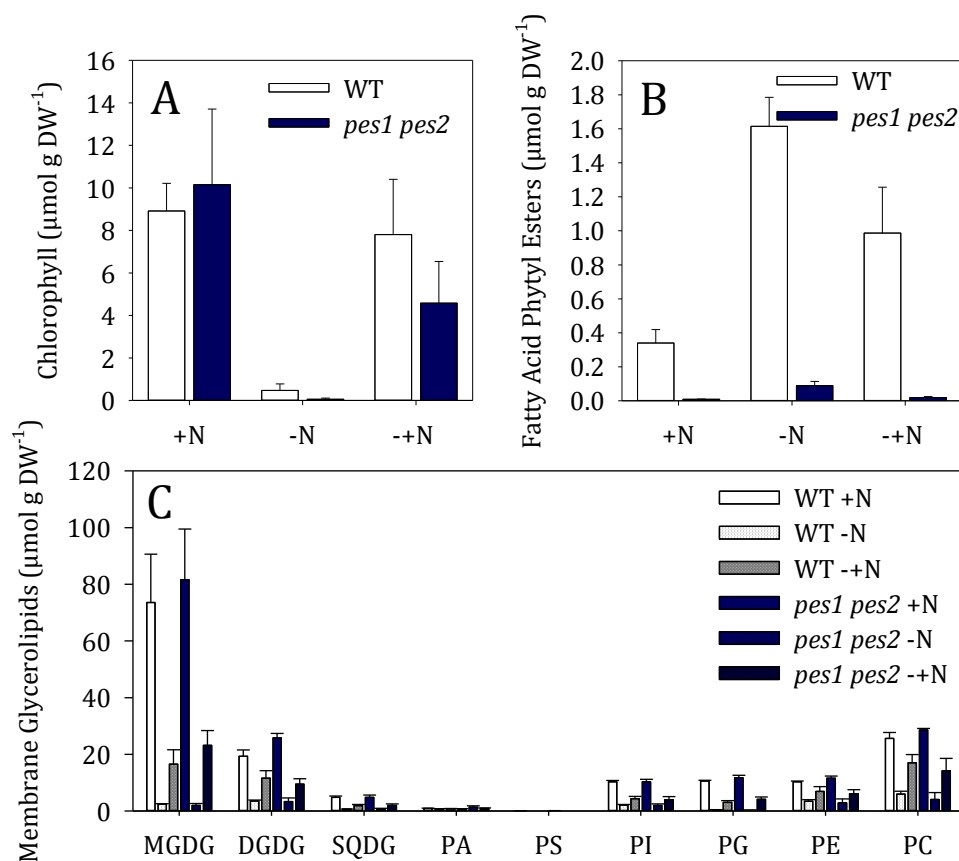 A
WT
pes1 pes2
Chlorophyll (µmol g DW⁻¹)
16
14
12
10
8
6
4
2
0
+N
-N
-+N
B
WT
pes1 pes2
Fatty Acid Phytyl Esters (µmol g DW⁻¹)
2.0
1.8
1.6
1.4
1.2
1.0
0.8
0.6
0.4
0.2
0.0
+N
-N
-+N
C
WT +N
WT -N
WT -+N
pes1 pes2 +N
pes1 pes2 -N
pes1 pes2 -+N
Membrane Glycerolipids (µmol g DW⁻¹)
120
100
80
60
40
20
0
MGDG DGDG SQDG PA PS PI PG PE PC